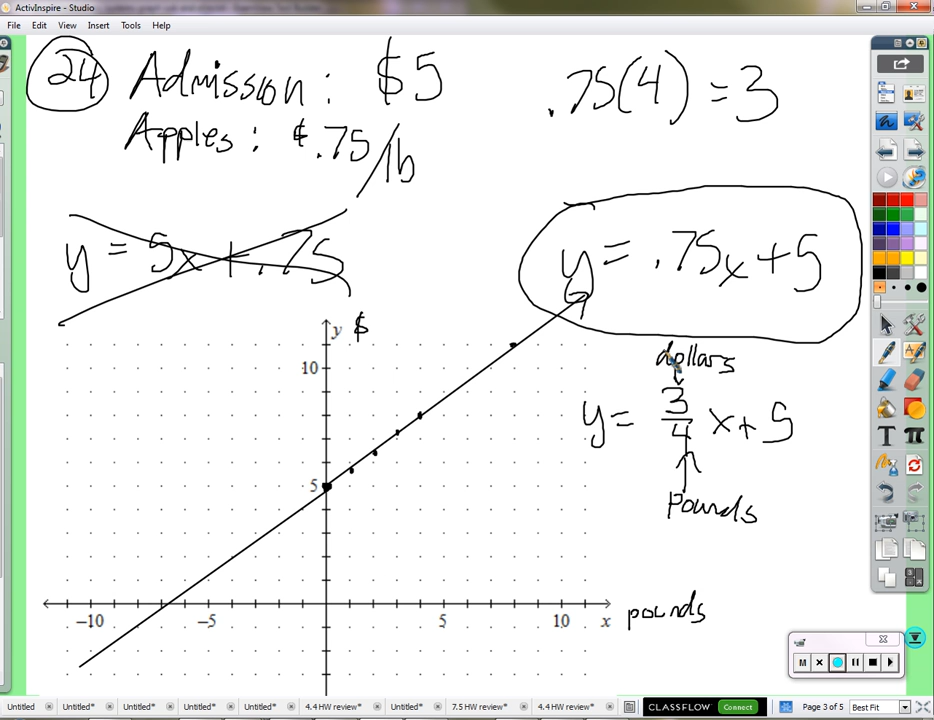 ActivInspire - Studio
File Edit View Insert Tools Help
24 Admission: $5
Apples: $.75/lb
.75(4) = 3
y = 5x + .75
y = .75x + 5
dollars
y = 3/4 x + 5
Pounds
y $
10
5
-10 -5 5 10 x pounds
M
Untitled Untitled* Untitled* Untitled* Untitled* 4.4 HW review* Untitled* 7.5 HW review* 4.4 HW review* CLASSFLOW Connect Page 3 of 5 Best Fit